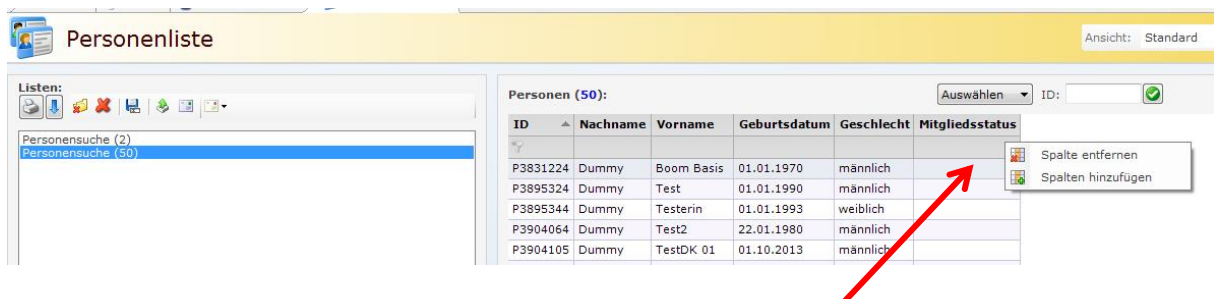 Personenliste
Ansicht: Standard
Listen:
Personensuche (2)
Personensuche (50)
Personen (50):
Auswählen ID:
ID Nachname Vorname Geburtsdatum Geschlecht Mitgliedsstatus
P3831224 Dummy Boom Basis 01.01.1970 männlich
P3895324 Dummy Test 01.01.1990 männlich
P3895344 Dummy Testerin 01.01.1993 weiblich
P3904064 Dummy Test2 22.01.1980 männlich
P3904105 Dummy TestDK 01 01.10.2013 männlich
Spalte entfernen
Spalten hinzufügen